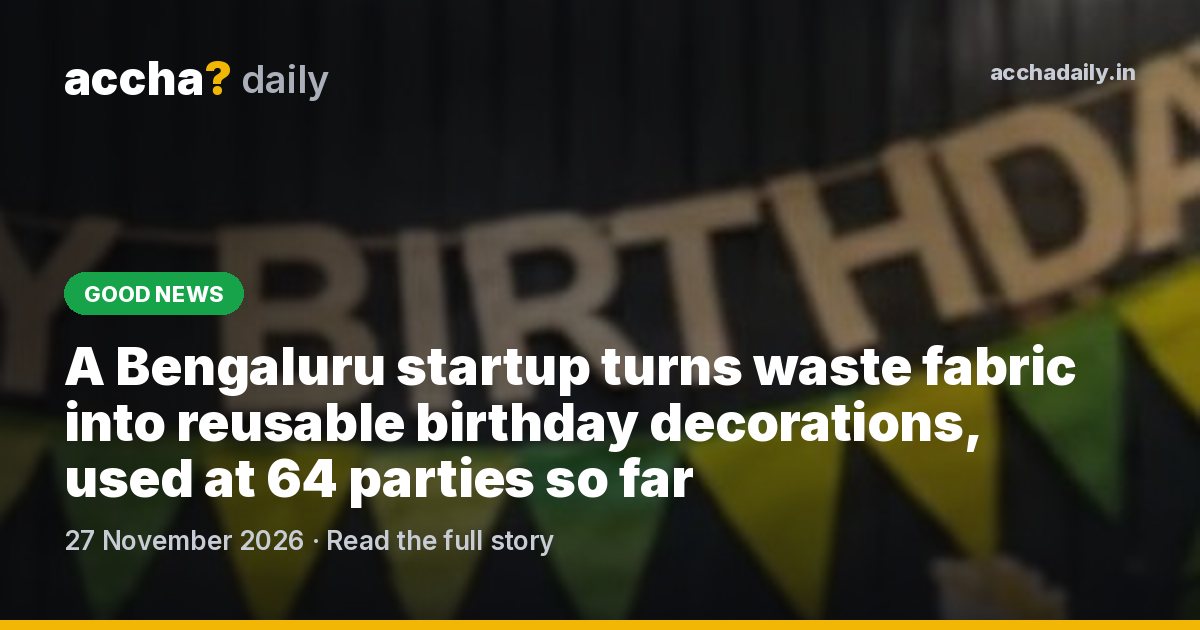 accha? daily
acchadaily.in
Y BIRTHDA
GOOD NEWS
A Bengaluru startup turns waste fabric
into reusable birthday decorations,
used at 64 parties so far
27 November 2026 · Read the full story